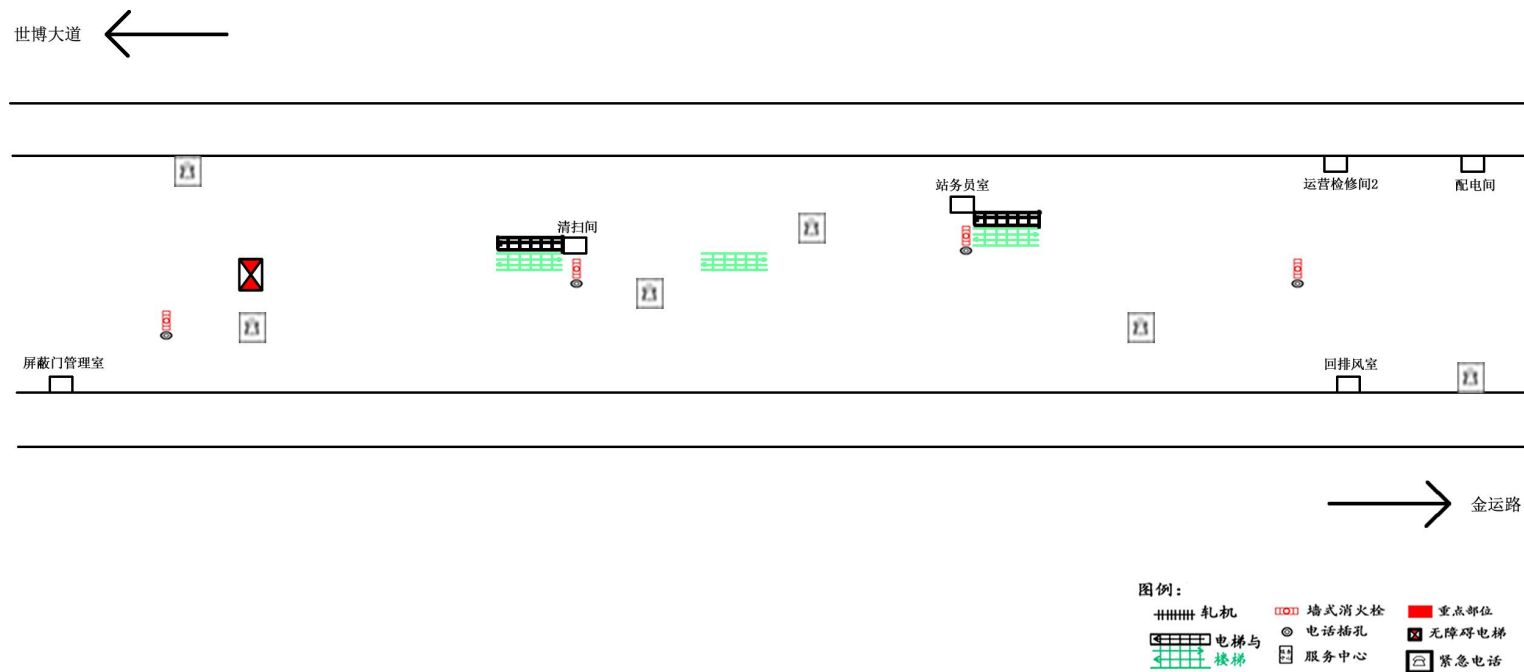 世博大道
站务员室
运营检修间2
配电间
清扫间
屏蔽门管理室
回排风室
金运路
图例：
轧机
墙式消火栓
重点部位
电梯与
楼梯
电话插孔
无障碍电梯
服务中心
紧急电话